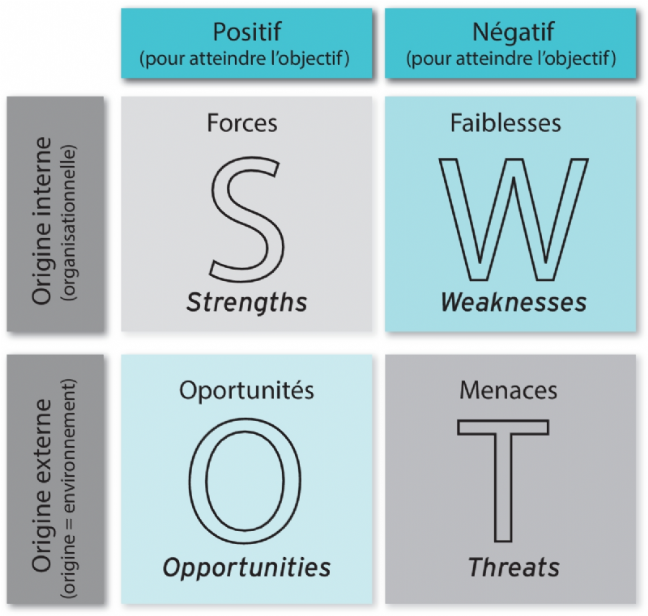 Positif
(pour atteindre l'objectif)
Négatif
(pour atteindre l'objectif)
Origine interne
(organisationnelle)
Forces
S
Strengths
Faiblesses
W
Weaknesses
Origine externe
(origine = environnement)
Oportunités
O
Opportunities
Menaces
T
Threats